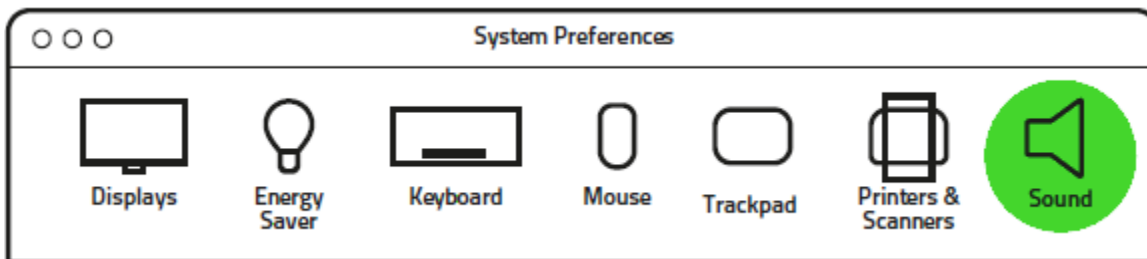 System Preferences
Displays
Energy
Saver
Keyboard
Mouse
Trackpad
Printers &
Scanners
Sound